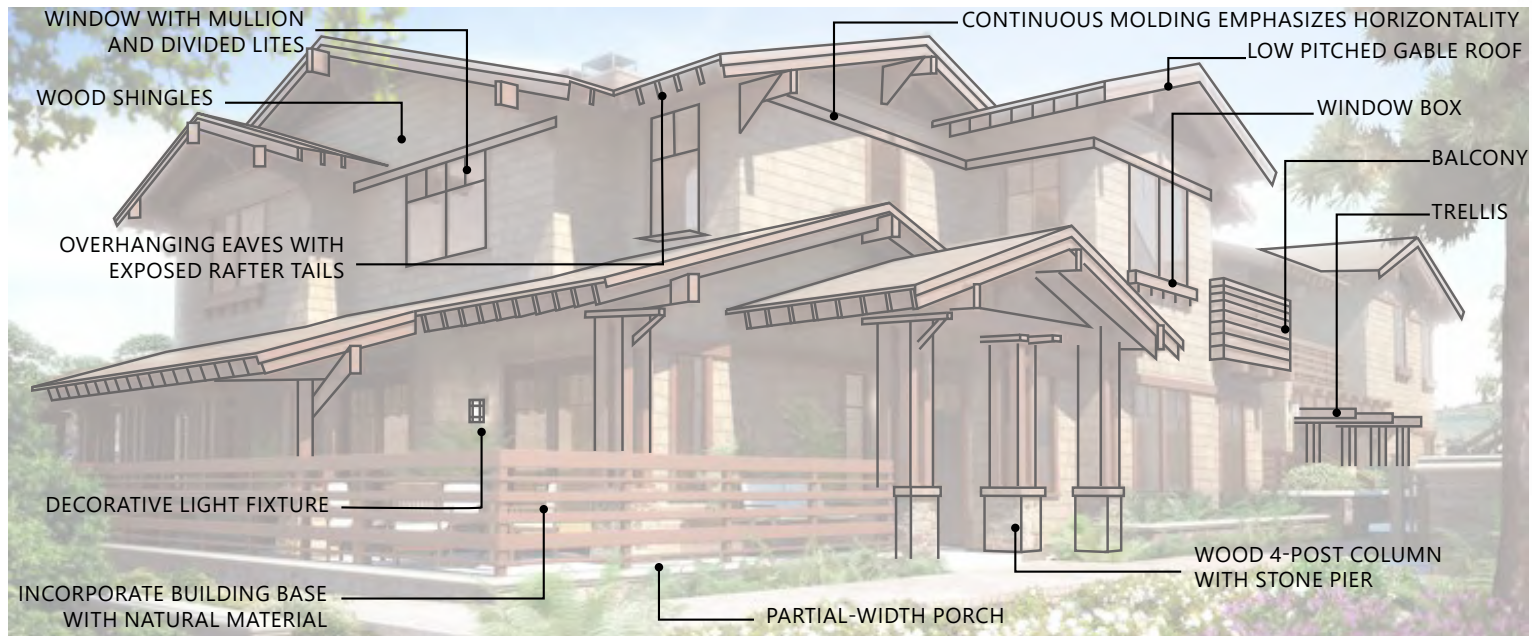 WINDOW WITH MULLION
AND DIVIDED LITES
WOOD SHINGLES
OVERHANGING EAVES WITH
EXPOSED RAFTER TAILS
DECORATIVE LIGHT FIXTURE
INCORPORATE BUILDING BASE
WITH NATURAL MATERIAL
PARTIAL-WIDTH PORCH
CONTINUOUS MOLDING EMPHASIZES HORIZONTALITY
LOW PITCHED GABLE ROOF
WINDOW BOX
BALCONY
TRELLIS
WOOD 4-POST COLUMN
WITH STONE PIER